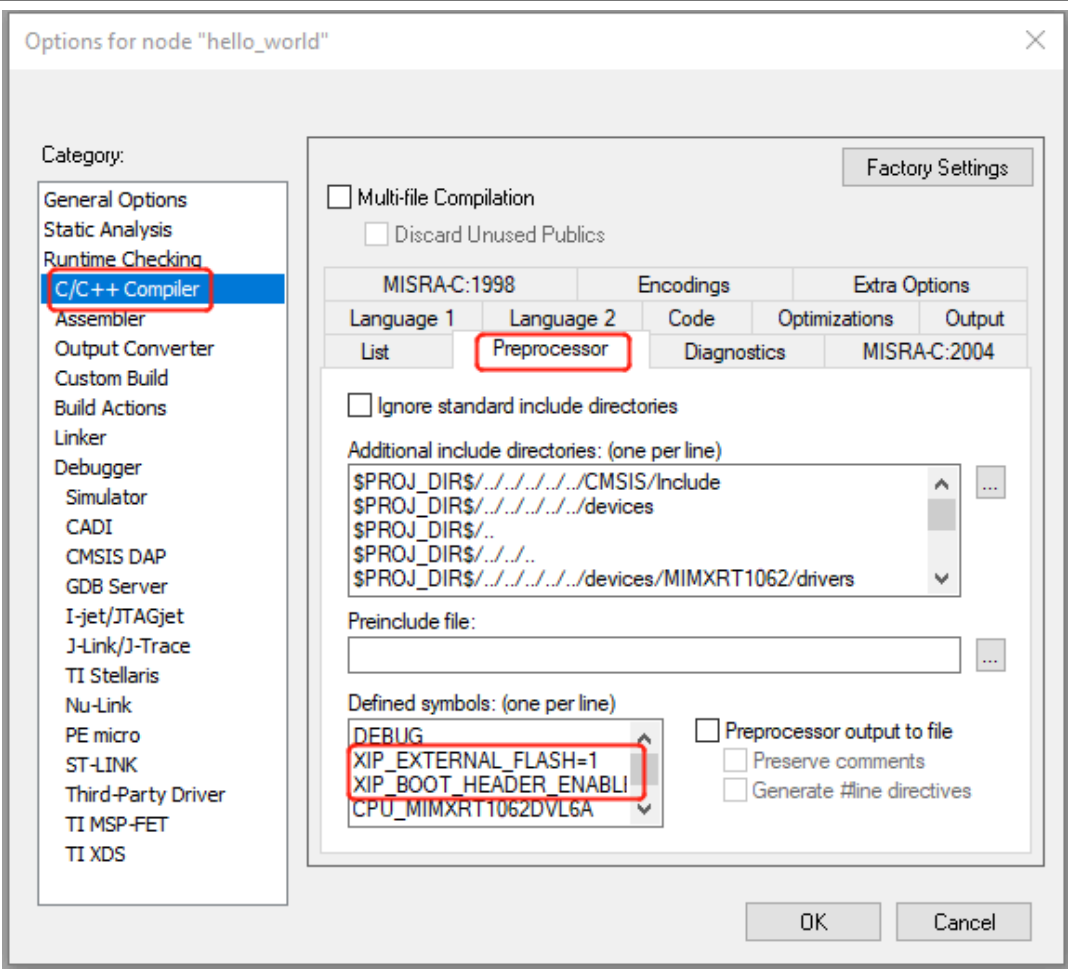 Options for node "hello_world"
Category:
General Options
Static Analysis
Runtime Checking
C/C++ Compiler
Assembler
Output Converter
Custom Build
Build Actions
Linker
Debugger
Simulator
CADI
CMSIS DAP
GDB Server
I-jet/JTAGjet
J-Link/J-Trace
TI Stellaris
Nu-Link
PE micro
ST-LINK
Third-Party Driver
TI MSP-FET
TI XDS
Factory Settings
Multi-file Compilation
Discard Unused Publics
MISRA-C:1998 Encodings Extra Options
Language 1 Language 2 Code Optimizations Output
List Preprocessor Diagnostics MISRA-C:2004
Ignore standard include directories
Additional include directories: (one per line)
$PROJ_DIR$/../../../../../CMSIS/Include
$PROJ_DIR$/../../../../../devices
$PROJ_DIR$/..
$PROJ_DIR$/../../..
$PROJ_DIR$/../../../../../devices/MIMXRT1062/drivers
...
Preinclude file:
...
Defined symbols: (one per line)
DEBUG
XIP_EXTERNAL_FLASH=1
XIP_BOOT_HEADER_ENABL
CPU_MIMXRT1062DVL6A
Preprocessor output to file
Preserve comments
Generate #line directives
OK Cancel